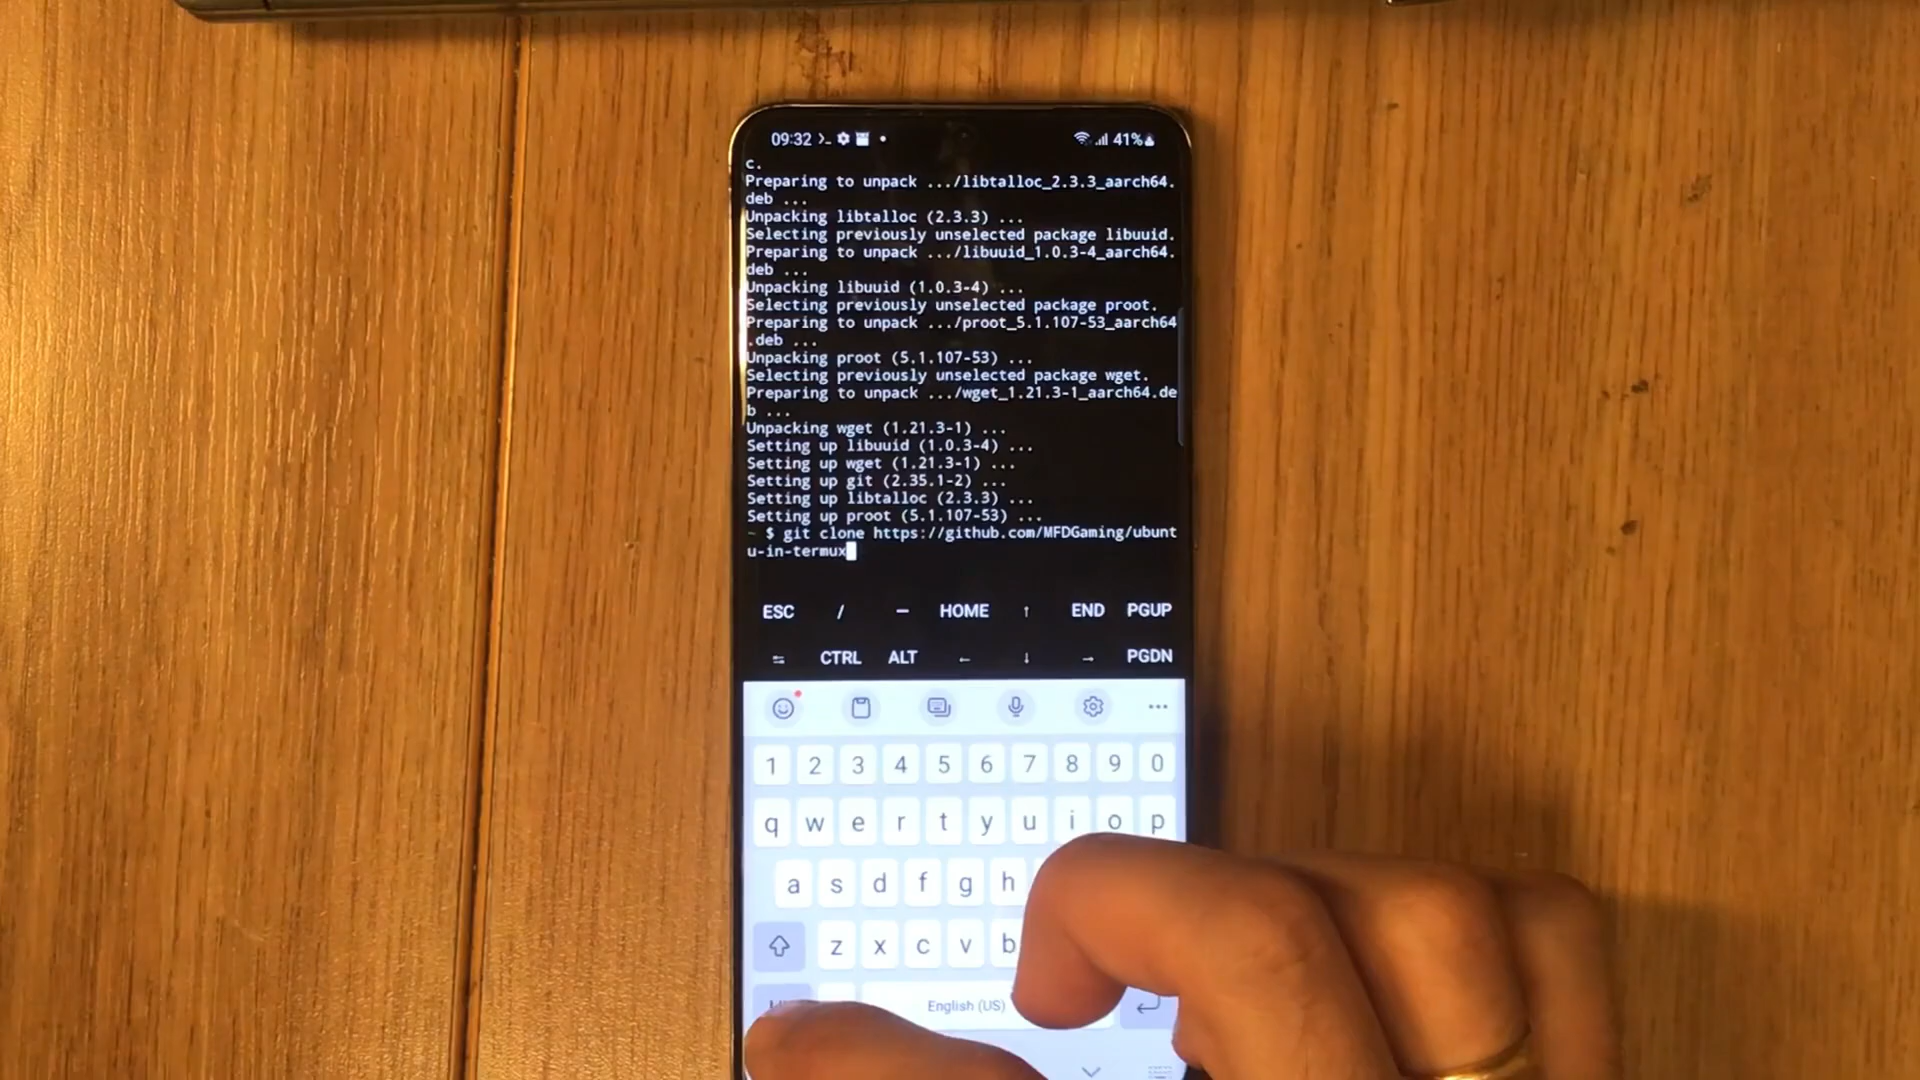 09:32 41%
c.
Preparing to unpack .../libtalloc_2.3.3_aarch64.
deb ...
Unpacking libtalloc (2.3.3) ...
Selecting previously unselected package libuuid.
Preparing to unpack .../libuuid_1.0.3-4_aarch64.
deb ...
Unpacking libuuid (1.0.3-4) ...
Selecting previously unselected package proot.
Preparing to unpack .../proot_5.1.107-53_aarch64
.deb ...
Unpacking proot (5.1.107-53) ...
Selecting previously unselected package wget.
Preparing to unpack .../wget_1.21.3-1_aarch64.de
b ...
Unpacking wget (1.21.3-1) ...
Setting up libuuid (1.0.3-4) ...
Setting up wget (1.21.3-1) ...
Setting up git (2.35.1-2) ...
Setting up libtalloc (2.3.3) ...
Setting up proot (5.1.107-53) ...
~ $ git clone https://github.com/MFDGaming/ubunt
u-in-termux
ESC / — HOME ↑ END PGUP
CTRL ALT ← ↓ → PGDN
1 2 3 4 5 6 7 8 9 0
q w e r t y u i o p
a s d f g h
z x c v b
English (US)